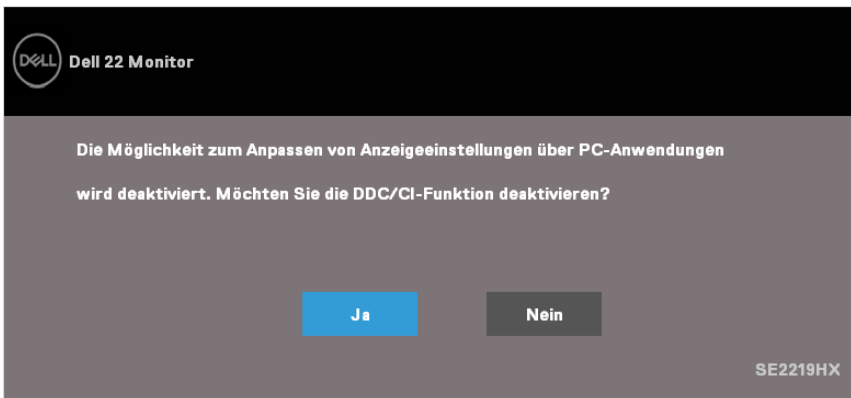 DELL Dell 22 Monitor
Die Möglichkeit zum Anpassen von Anzeigeeinstellungen über PC-Anwendungen
wird deaktiviert. Möchten Sie die DDC/CI-Funktion deaktivieren?
Ja Nein
SE2219HX